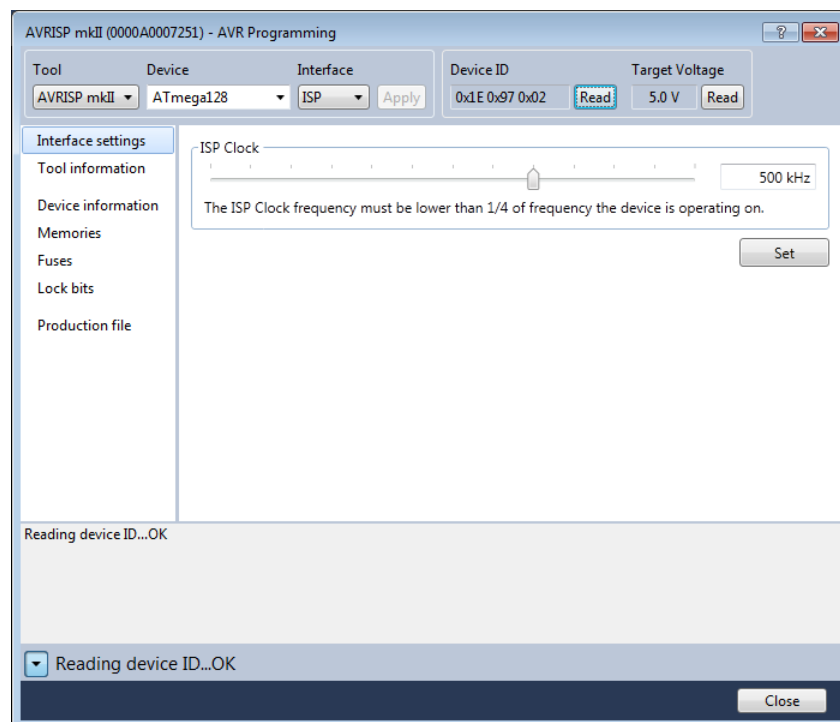 AVRISP mkII (0000A0007251) - AVR Programming
Tool Device Interface Device ID Target Voltage
AVRISP mkII ATmega128 ISP Apply 0x1E 0x97 0x02 Read 5.0 V Read
Interface settings
Tool information
Device information
Memories
Fuses
Lock bits
Production file
ISP Clock
500 kHz
The ISP Clock frequency must be lower than 1/4 of frequency the device is operating on.
Set
Reading device ID...OK
Reading device ID...OK
Close